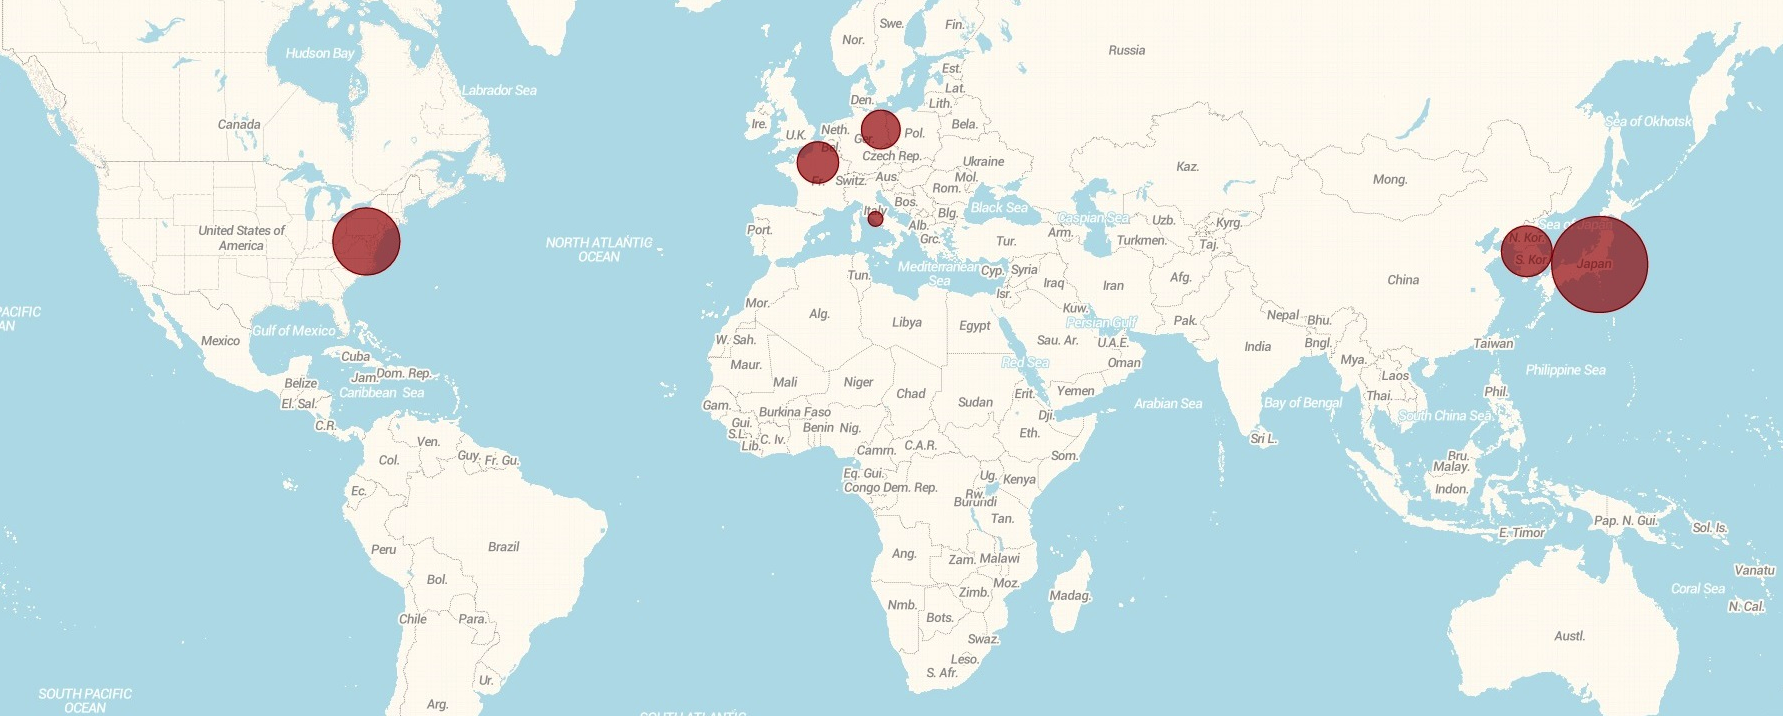 Swe.
Fin.
Nor.
Russia
Hudson Bay
Est.
Labrador Sea
Lat.
Den.
Lith.
Canada
Ire.
U.K.
Neth.
Ger.
Pol.
Bela.
Sea of Okhotsk
Bel.
Czech Rep.
Ukraine
Kaz.
Fr.
Switz.
Aus.
Mol.
Mong.
Rom.
Bos.
Italy
Blg.
Black Sea
Caspian Sea
Uzb.
Kyrg.
Port.
Alb.
Sea of Japan
United States of
America
Grc.
Tur.
Arm.
Turkmen.
Taj.
N. Kor.
S. Kor.
Japan
NORTH ATLANTIC
OCEAN
Mediterranean
Sea
Tun.
Cyp.
Syria
Iraq
Iran
Afg.
China
Isr.
Mor.
Alg.
Libya
Egypt
Kuw.
Persian Gulf
Pak.
Nepal
Bhu.
PACIFIC
AN
Gulf of Mexico
Mexico
W. Sah.
Sau. Ar.
U.A.E.
India
Bngl.
Taiwan
Cuba
Maur.
Red Sea
Oman
Mya.
Laos
Philippine Sea
Jam.
Dom. Rep.
Belize
Caribbean Sea
Mali
Niger
Chad
Sudan
Erit.
Yemen
Arabian Sea
Bay of Bengal
Thai.
Phil.
El. Sal.
Gam.
Burkina Faso
Dji.
South China Sea
C.R.
Gui.
S.L.
Lib.
C. Iv.
Benin
Nig.
Eth.
Sri L.
Ven.
Guy.
Fr. Gu.
Col.
Camrn.
C.A.R.
Som.
Bru.
Malay.
Eq. Gui.
Ug.
Kenya
Ec.
Congo
Dem. Rep.
Rw.
Burundi
Indon.
Tan.
Pap. N. Gui.
Sol. Is.
E. Timor
Peru
Brazil
Ang.
Zam.
Malawi
Bol.
Moz.
Zimb.
Madag.
Vanatu
Coral Sea
N. Cal.
Chile
Para.
Nmb.
Bots.
Swaz.
Austl.
Leso.
S. Afr.
Ur.
SOUTH PACIFIC
OCEAN
Arg.
SOUTH ATLANTIC